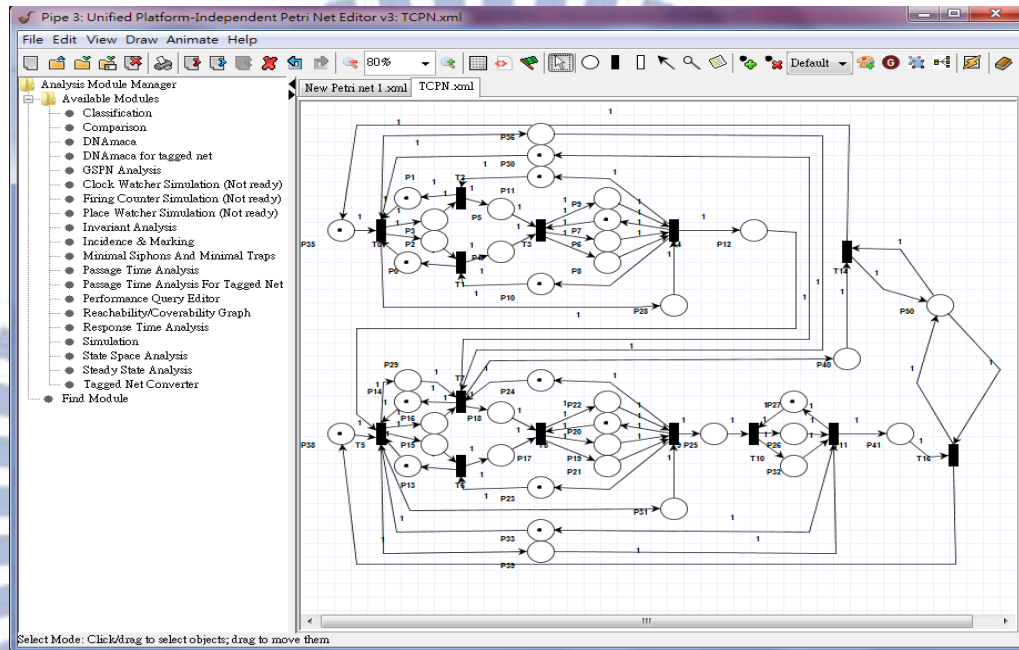 Pipe 3: Unified Platform-Independent Petri Net Editor v3: TCPN.xml
File Edit View Draw Animate Help
80% Default
Analysis Module Manager
Available Modules
Classification
Comparison
DNAmaca
DNAmaca for tagged net
GSPN Analysis
Clock Watcher Simulation (Not ready)
Firing Counter Simulation (Not ready)
Place Watcher Simulation (Not ready)
Invariant Analysis
Incidence & Marking
Minimal Siphons And Minimal Traps
Passage Time Analysis
Passage Time Analysis For Tagged Net
Performance Query Editor
Reachability/Coverability Graph
Response Time Analysis
Simulation
State Space Analysis
Steady State Analysis
Tagged Net Converter
Find Module
New Petri net 1.xml TCPN.xml
P36
P30
P1 T2 P11
P9
P3 P5
P35 P2 T3 P7 P12
P6
P0 P8
T1
P10
P28
T14 P50
P40
P29 T7
P14 P24
P16 P18 P22 P27
P38 T5 P15 P20 P25 P26 P41
P17 P19 T10 T16
P13 P21 P32
T6
P23
P31
P33
P39
Select Mode: Click/drag to select objects; drag to move them